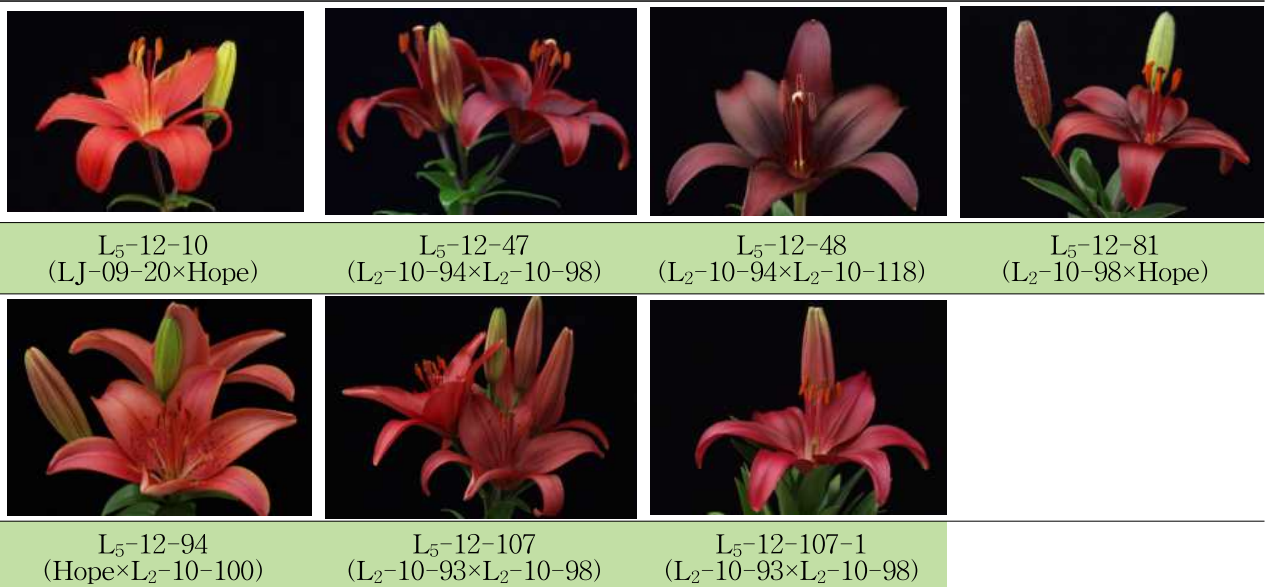 L₅-12-10
(LJ-09-20×Hope)
L₅-12-47
(L₂-10-94×L₂-10-98)
L₅-12-48
(L₂-10-94×L₂-10-118)
L₅-12-81
(L₂-10-98×Hope)
L₅-12-94
(Hope×L₂-10-100)
L₅-12-107
(L₂-10-93×L₂-10-98)
L₅-12-107-1
(L₂-10-93×L₂-10-98)